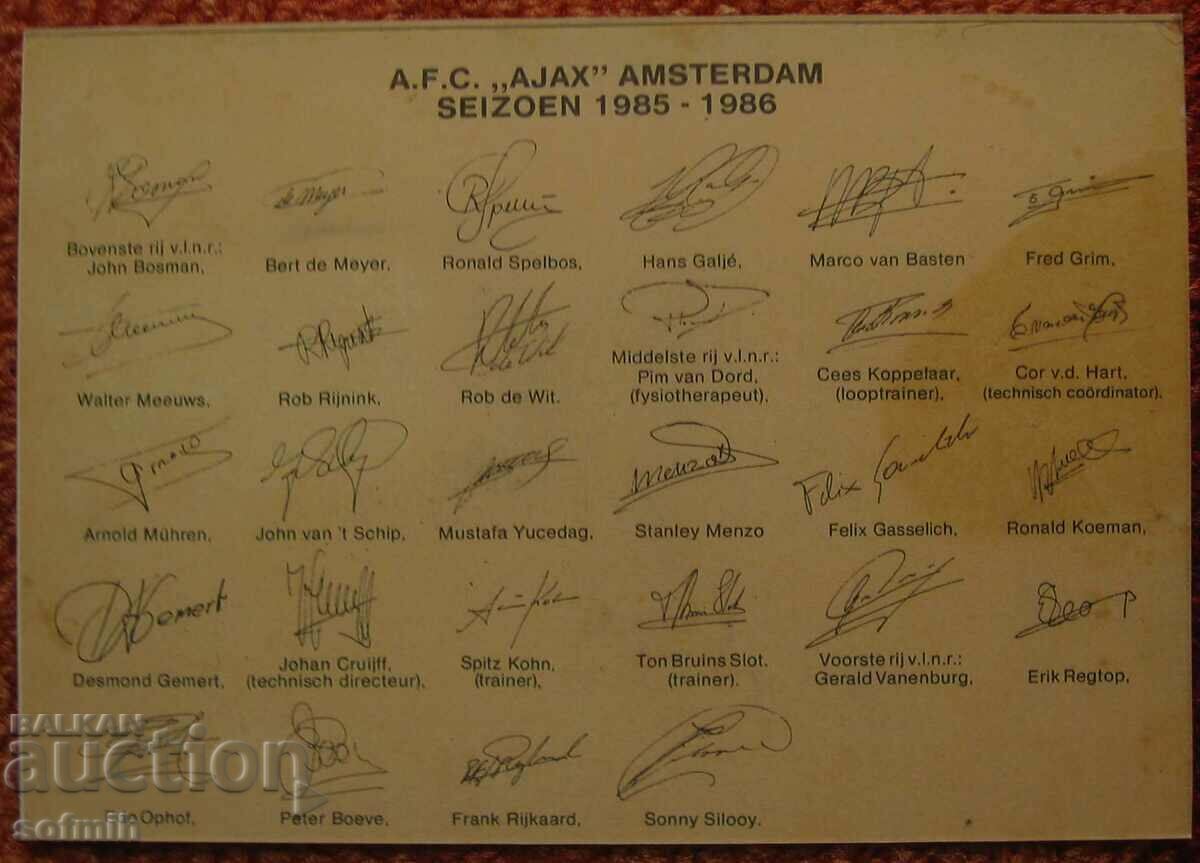 A.F.C. „AJAX” AMSTERDAM
SEIZOEN 1985 - 1986
Bovenste rij v.l.n.r.:
John Bosman,
Bert de Meyer,
Ronald Spelbos,
Hans Galjé,
Marco van Basten
Fred Grim,
Walter Meeuws,
Rob Rijnink,
Rob de Wit.
Middelste rij v.l.n.r.:
Pim van Dord,
(fysiotherapeut),
Cees Koppelaar,
(looptrainer),
Cor v.d. Hart,
(technisch coördinator).
Arnold Mühren,
John van 't Schip,
Mustafa Yucedag,
Stanley Menzo
Felix Gasselich,
Ronald Koeman,
Desmond Gemert,
Johan Cruijff,
(technisch directeur),
Spitz Kohn,
(trainer),
Ton Bruins Slot.
(trainer).
Voorste rij v.l.n.r.:
Gerald Vanenburg,
Erik Regtop,
Ophof,
Peter Boeve,
Frank Rijkaard,
Sonny Silooy.
BALKAN
auction
sofmin